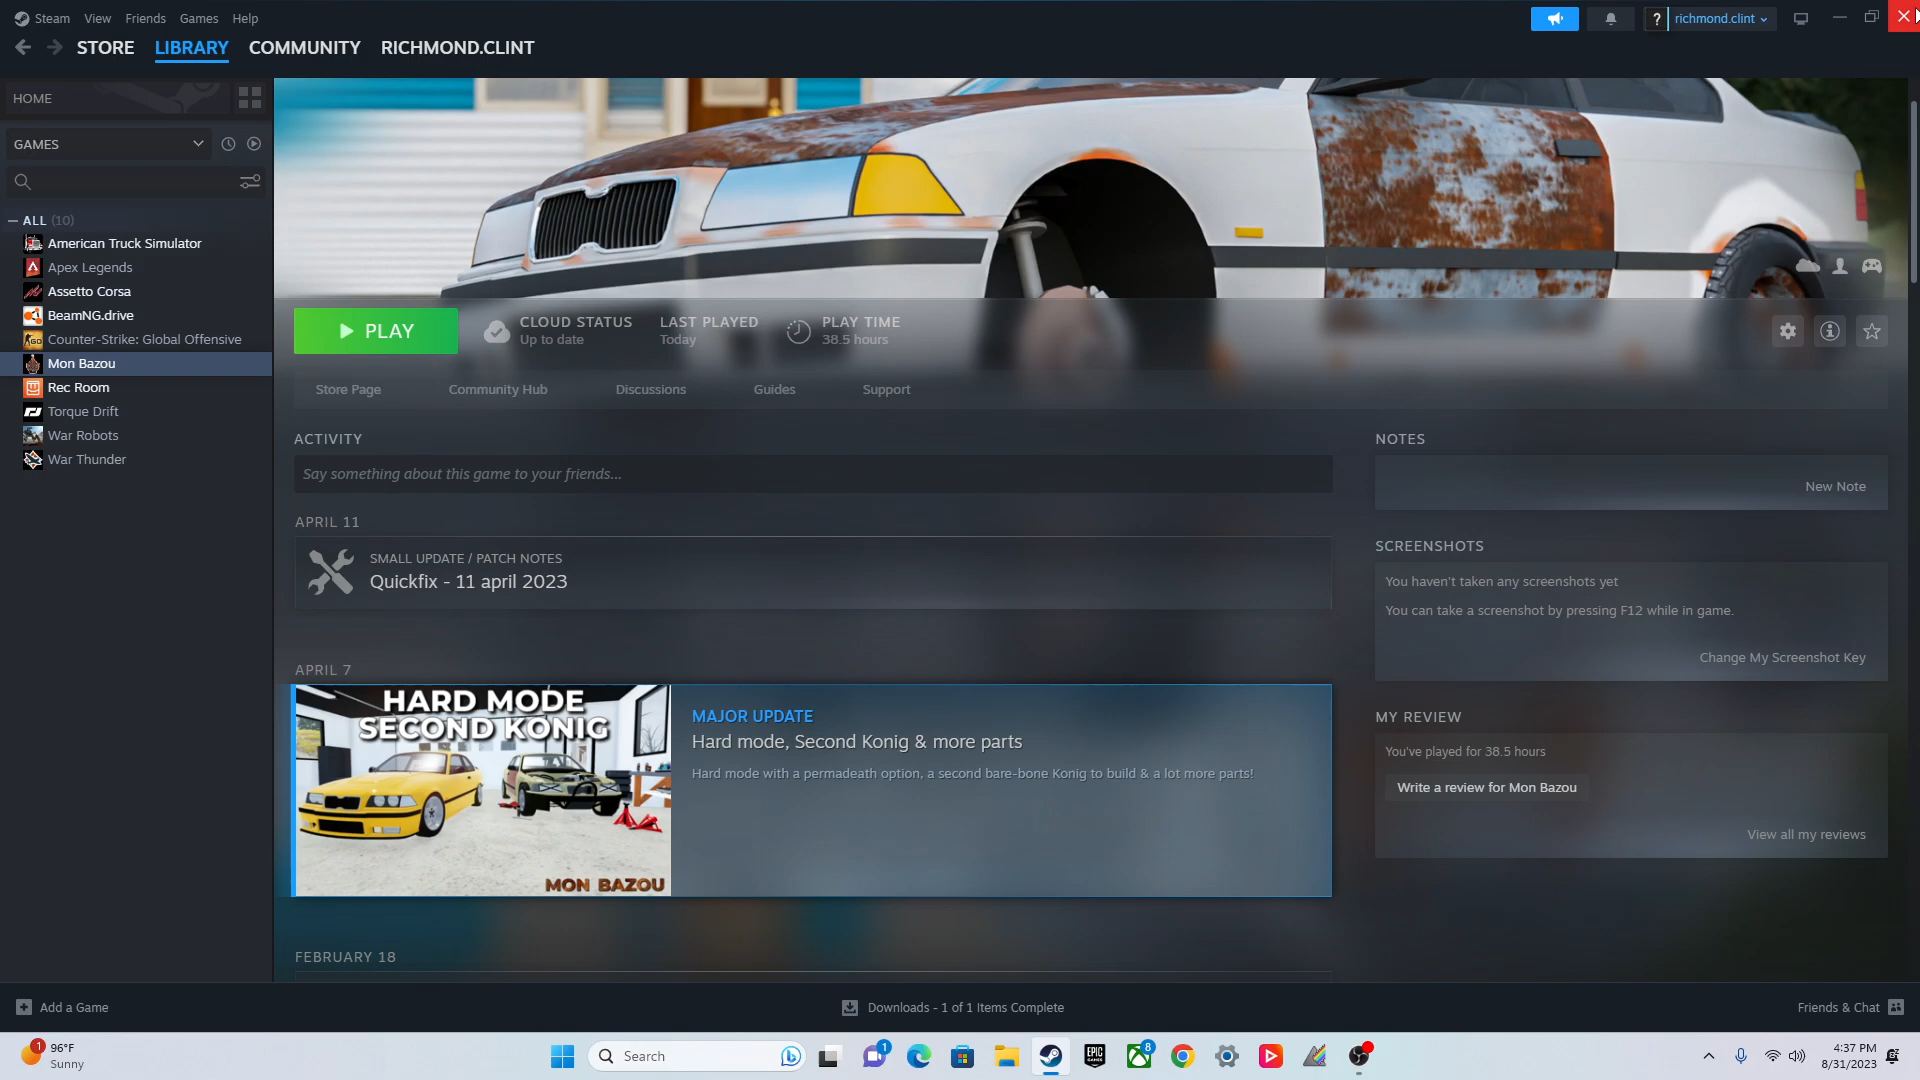 Steam View Friends Games Help
? richmond.clint
STORE LIBRARY COMMUNITY RICHMOND.CLINT
HOME
GAMES
ALL (10)
American Truck Simulator
Apex Legends
Assetto Corsa
BeamNG.drive
Counter-Strike: Global Offensive
Mon Bazou
Rec Room
Torque Drift
War Robots
War Thunder
PLAY
CLOUD STATUS
Up to date
LAST PLAYED
Today
PLAY TIME
38.5 hours
Store Page Community Hub Discussions Guides Support
ACTIVITY
Say something about this game to your friends...
APRIL 11
SMALL UPDATE / PATCH NOTES
Quickfix - 11 april 2023
APRIL 7
HARD MODE
SECOND KONIG
MON BAZOU
MAJOR UPDATE
Hard mode, Second Konig & more parts
Hard mode with a permadeath option, a second bare-bone Konig to build & a lot more parts!
FEBRUARY 18
NOTES
New Note
SCREENSHOTS
You haven't taken any screenshots yet
You can take a screenshot by pressing F12 while in game.
Change My Screenshot Key
MY REVIEW
You've played for 38.5 hours
Write a review for Mon Bazou
View all my reviews
Add a Game
Downloads - 1 of 1 Items Complete
Friends & Chat
1
96°F
Sunny
Search
1
EPIC GAMES
8
4:37 PM
8/31/2023